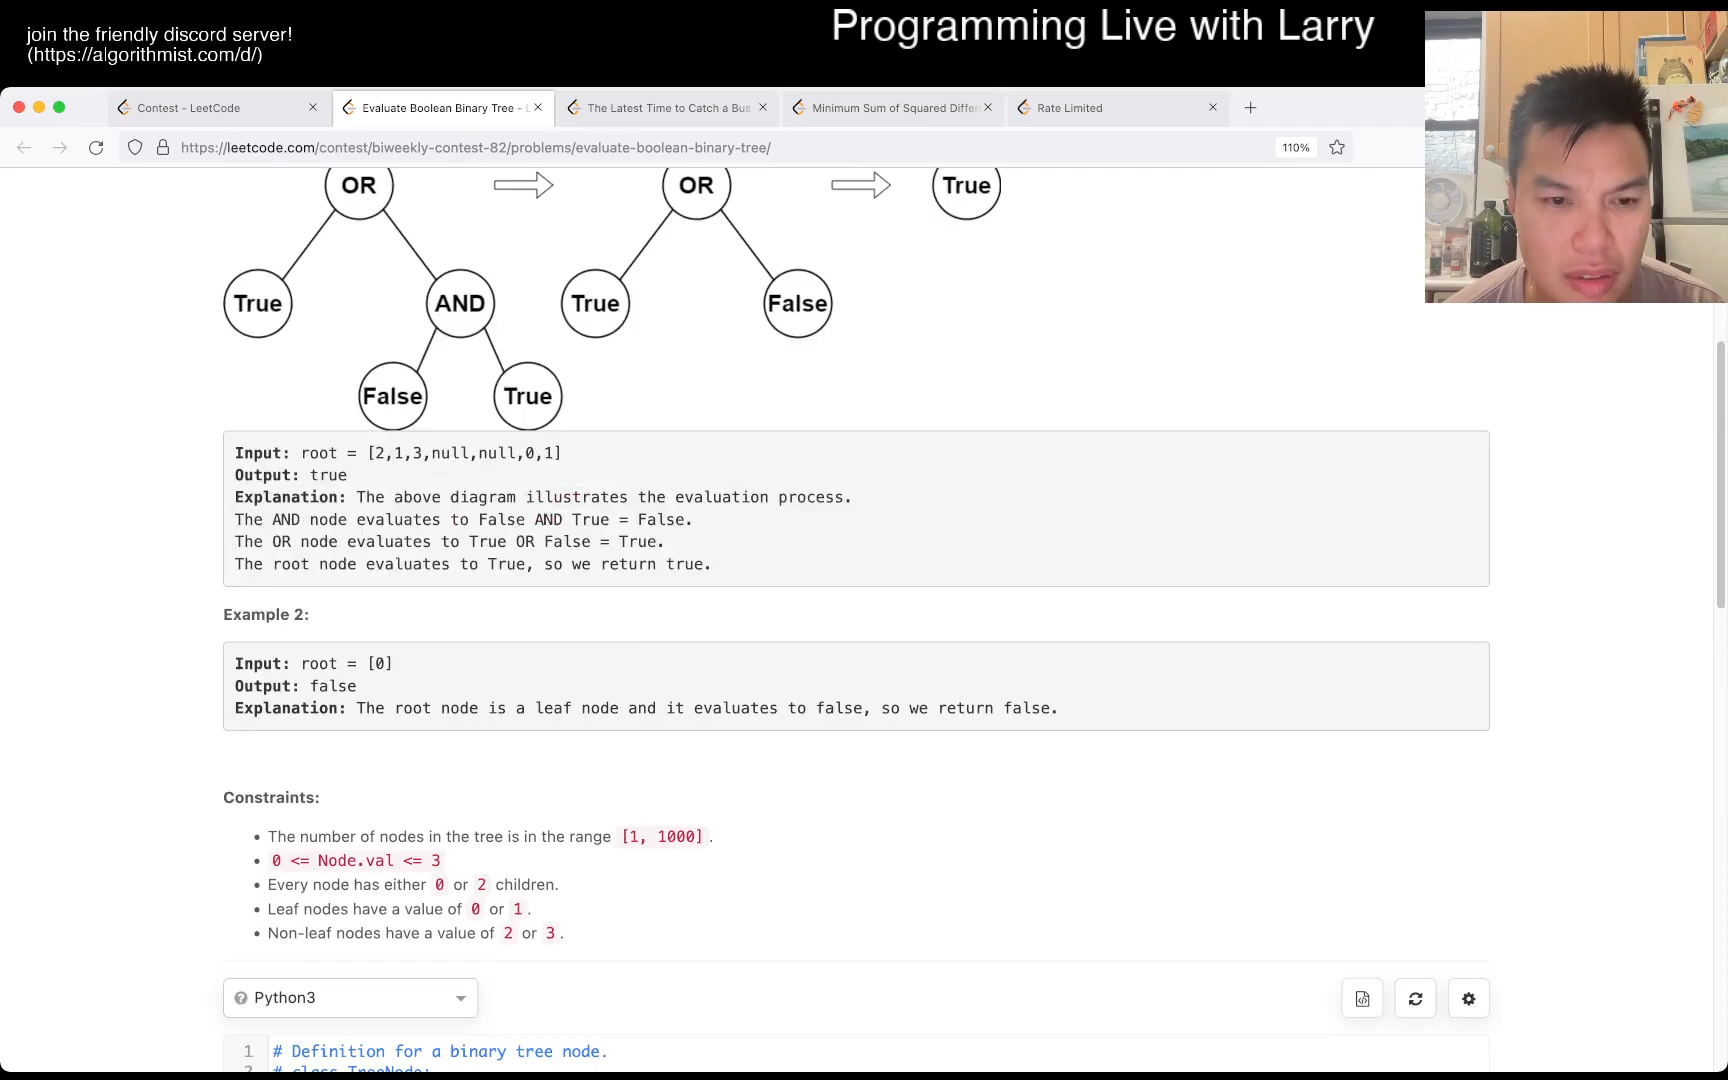 join the friendly discord server!
(https://algorithmist.com/d/)
Programming Live with Larry
Contest - LeetCode
Evaluate Boolean Binary Tree - L
The Latest Time to Catch a Bus
Minimum Sum of Squared Differ
Rate Limited
https://leetcode.com/contest/biweekly-contest-82/problems/evaluate-boolean-binary-tree/
110%
OR
OR
True
True
AND
True
False
False
True
Input: root = [2,1,3,null,null,0,1]
Output: true
Explanation: The above diagram illustrates the evaluation process.
The AND node evaluates to False AND True = False.
The OR node evaluates to True OR False = True.
The root node evaluates to True, so we return true.
Example 2:
Input: root = [0]
Output: false
Explanation: The root node is a leaf node and it evaluates to false, so we return false.
Constraints:
• The number of nodes in the tree is in the range [1, 1000].
• 0 <= Node.val <= 3
• Every node has either 0 or 2 children.
• Leaf nodes have a value of 0 or 1.
• Non-leaf nodes have a value of 2 or 3.
Python3
1 # Definition for a binary tree node.
2 # class TreeNode: